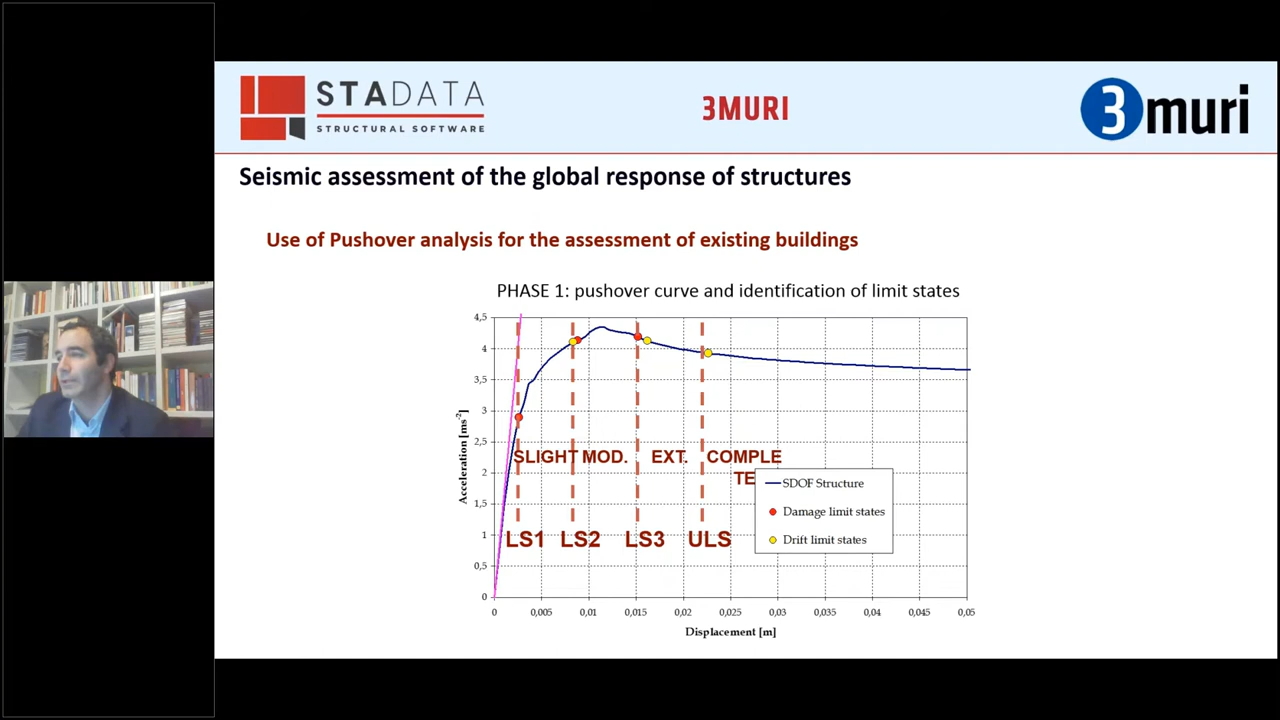 STADATA
STRUCTURAL SOFTWARE
3MURI
3muri
Seismic assessment of the global response of structures
Use of Pushover analysis for the assessment of existing buildings
PHASE 1: pushover curve and identification of limit states
4,5
4
3,5
3
2,5
2
1,5
1
0,5
0
Acceleration [ms-2]
SLIGHT MOD. EXT. COMPLE
TE
LS1 LS2 LS3 ULS
SDOF Structure
Damage limit states
Drift limit states
0 0,005 0,01 0,015 0,02 0,025 0,03 0,035 0,04 0,045 0,05
Displacement [m]